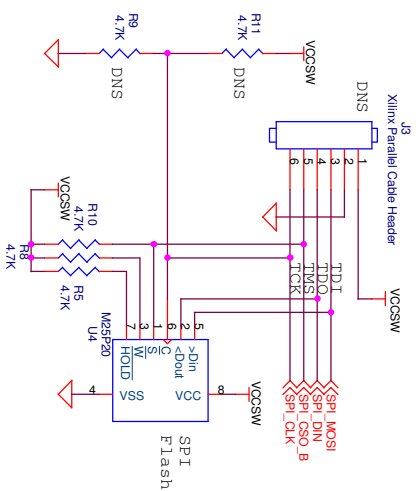 R9
4.7K
DNS
R11
4.7K
DNS
VCCSW
DNS
J3
Xilinx Parallel Cable Header
6
5
4
3
2
1
VCCSW
TCK
TMS
TDO
TDI
SPI_MOSI
SPI_DIN
SPI_CSO_B
SPI_CLK
VCCSW
R10
4.7K
R8
4.7K
R5
4.7K
M25P20
U4
7
3
1
6
2
5
HOLD
W
S
C
<Dout
>Din
4
VSS
VCC
8
VCCSW
SPI
Flash